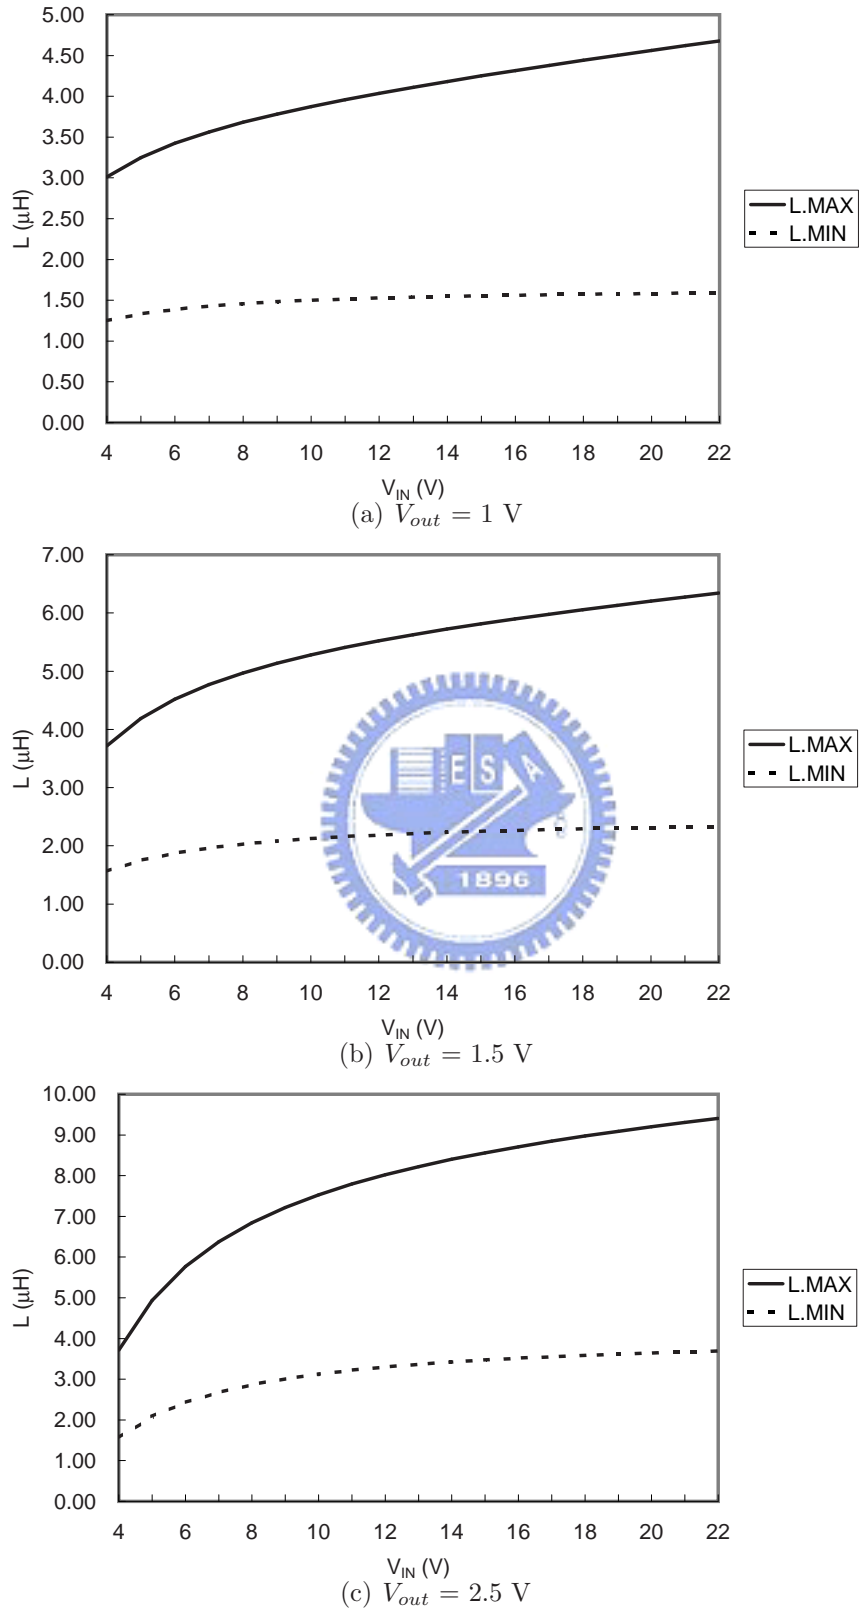 5.00
4.50
4.00
3.50
3.00
2.50
2.00
1.50
1.00
0.50
0.00
L (μH)
4 6 8 10 12 14 16 18 20 22
V_IN (V)
L.MAX
L.MIN
(a) V_out = 1 V
7.00
6.00
5.00
4.00
3.00
2.00
1.00
0.00
L (μH)
E S A
1896
4 6 8 10 12 14 16 18 20 22
V_IN (V)
L.MAX
L.MIN
(b) V_out = 1.5 V
10.00
9.00
8.00
7.00
6.00
5.00
4.00
3.00
2.00
1.00
0.00
L (μH)
4 6 8 10 12 14 16 18 20 22
V_IN (V)
L.MAX
L.MIN
(c) V_out = 2.5 V